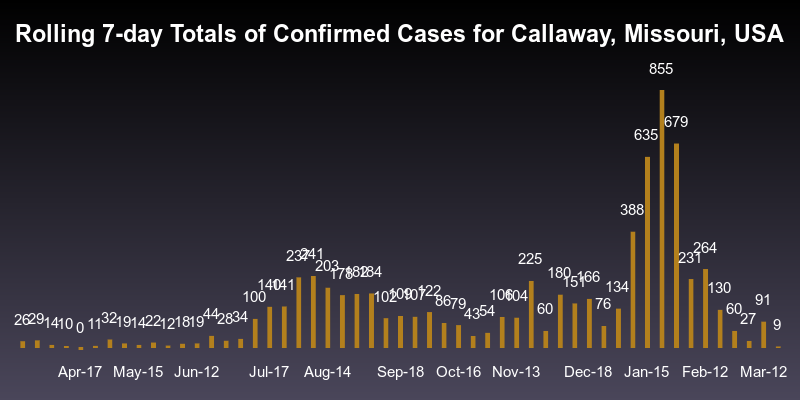 Rolling 7-day Totals of Confirmed Cases for Callaway, Missouri, USA
26 29 14 10 0 11 32 19 14 22 12 18 19 44 28 34 100 140 141 237 241 203 178 182 184 102 109 107 122 86 79 43 54 106 104 225 60 180 151 166 76 134 388 635 855 679 231 264 130 60 27 91 9
Apr-17 May-15 Jun-12 Jul-17 Aug-14 Sep-18 Oct-16 Nov-13 Dec-18 Jan-15 Feb-12 Mar-12